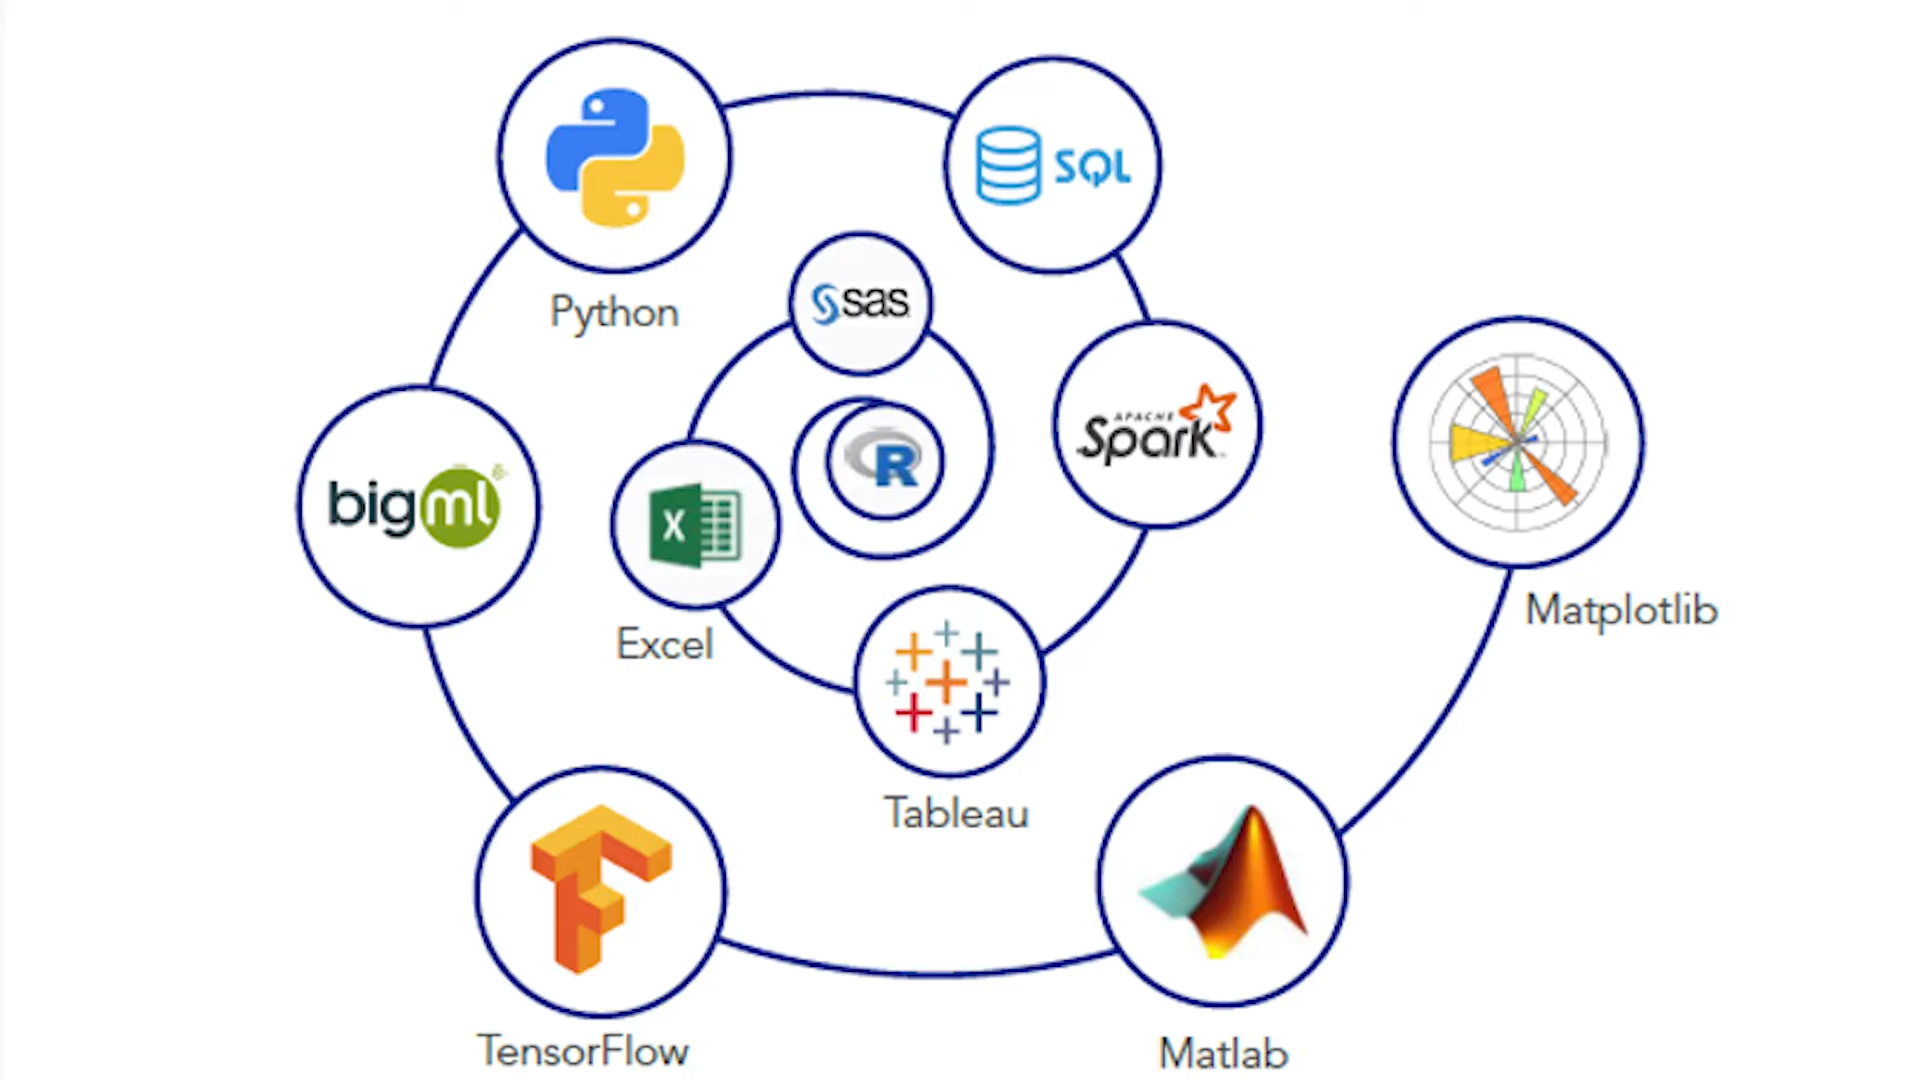 SQL
Python
sas
APACHE
Spark
R
bigml
X
Excel
Matplotlib
Tableau
TensorFlow
Matlab